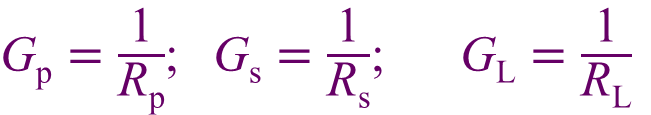 G_p = 1/R_p; G_s = 1/R_s; G_L = 1/R_L